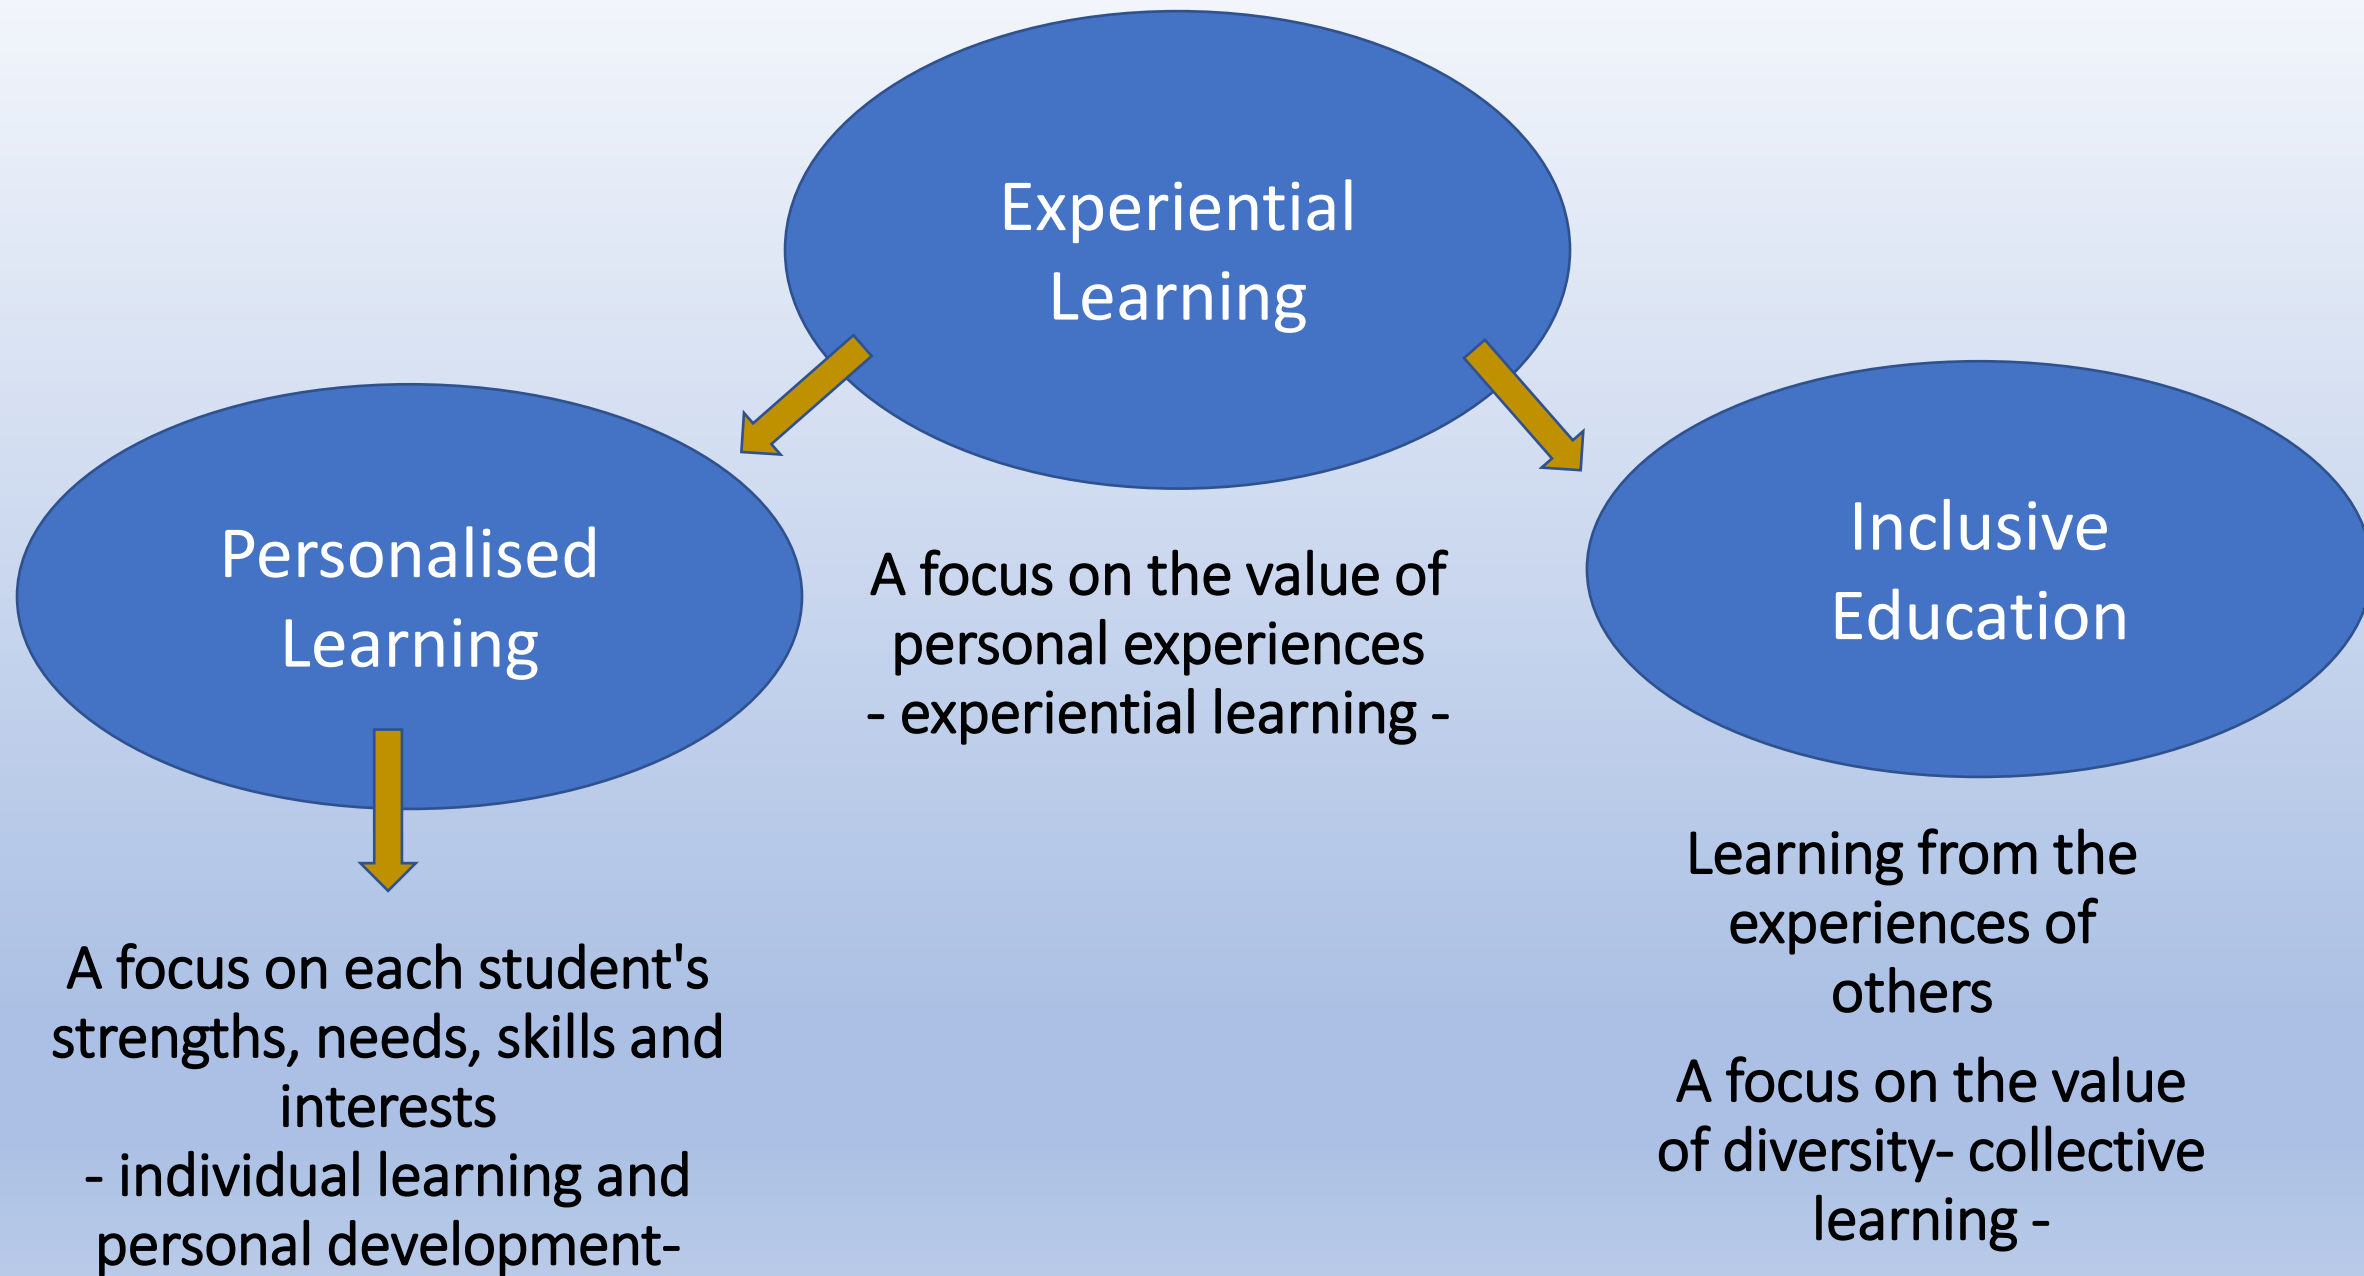 Experiential
Learning
Personalised
Learning
A focus on the value of
personal experiences
- experiential learning -
Inclusive
Education
A focus on each student's
strengths, needs, skills and
interests
- individual learning and
personal development-
Learning from the
experiences of
others
A focus on the value
of diversity- collective
learning -